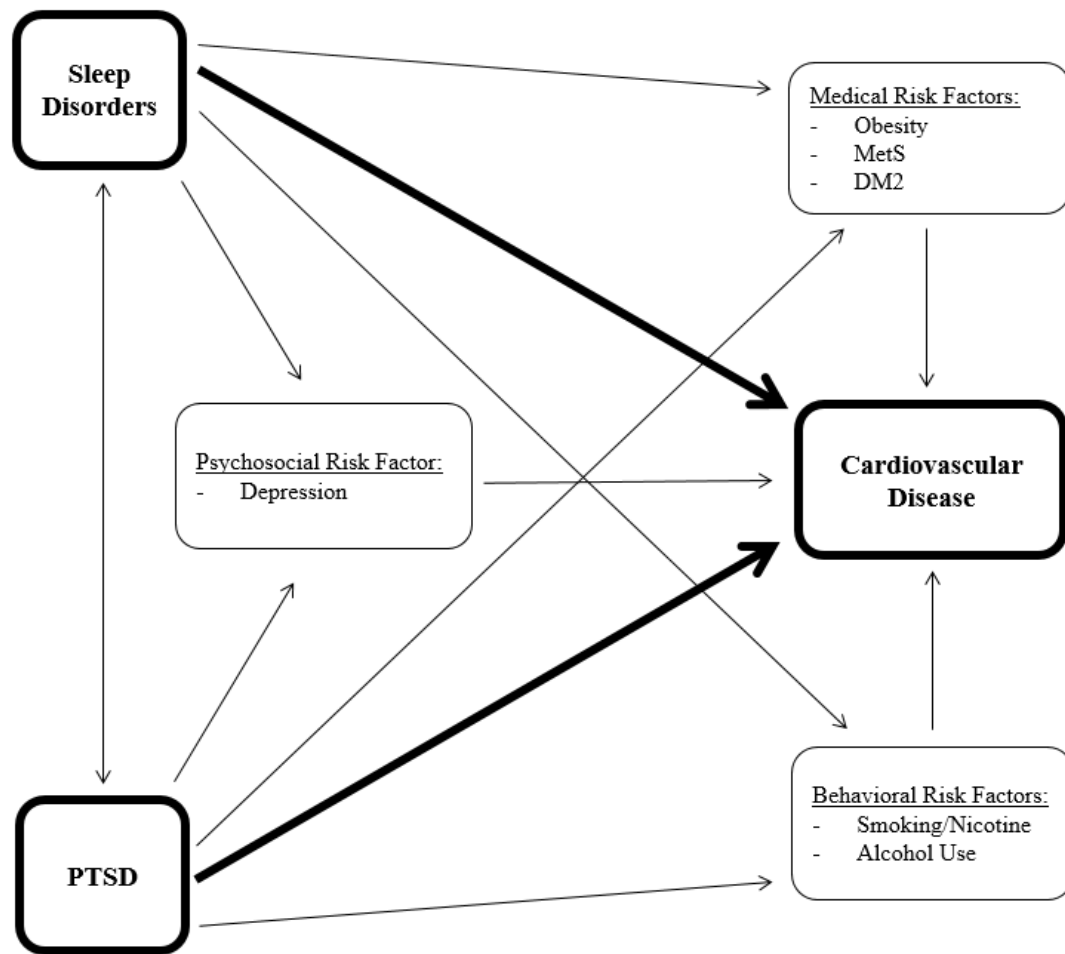 Sleep
Disorders
Medical Risk Factors:
- Obesity
- MetS
- DM2
Psychosocial Risk Factor:
- Depression
Cardiovascular
Disease
PTSD
Behavioral Risk Factors:
- Smoking/Nicotine
- Alcohol Use